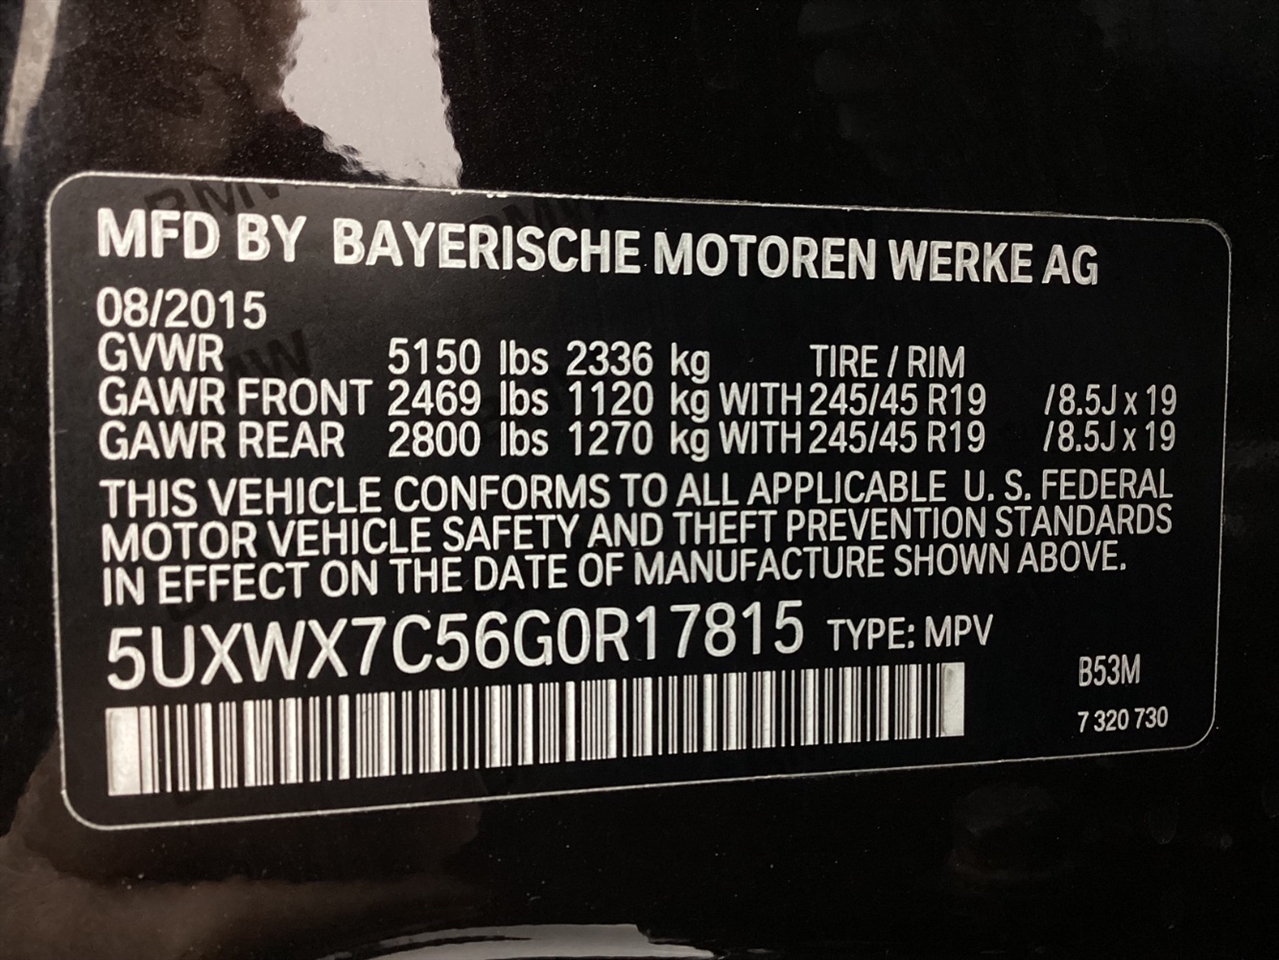 MFD BY BAYERISCHE MOTOREN WERKE AG
08/2015
GVWR 5150 lbs 2336 kg TIRE / RIM
GAWR FRONT 2469 lbs 1120 kg WITH 245/45 R19 /8.5J x 19
GAWR REAR 2800 lbs 1270 kg WITH 245/45 R19 /8.5J x 19
THIS VEHICLE CONFORMS TO ALL APPLICABLE U. S. FEDERAL
MOTOR VEHICLE SAFETY AND THEFT PREVENTION STANDARDS
IN EFFECT ON THE DATE OF MANUFACTURE SHOWN ABOVE.
5UXWX7C56G0R17815 TYPE: MPV
B53M
7 320 730